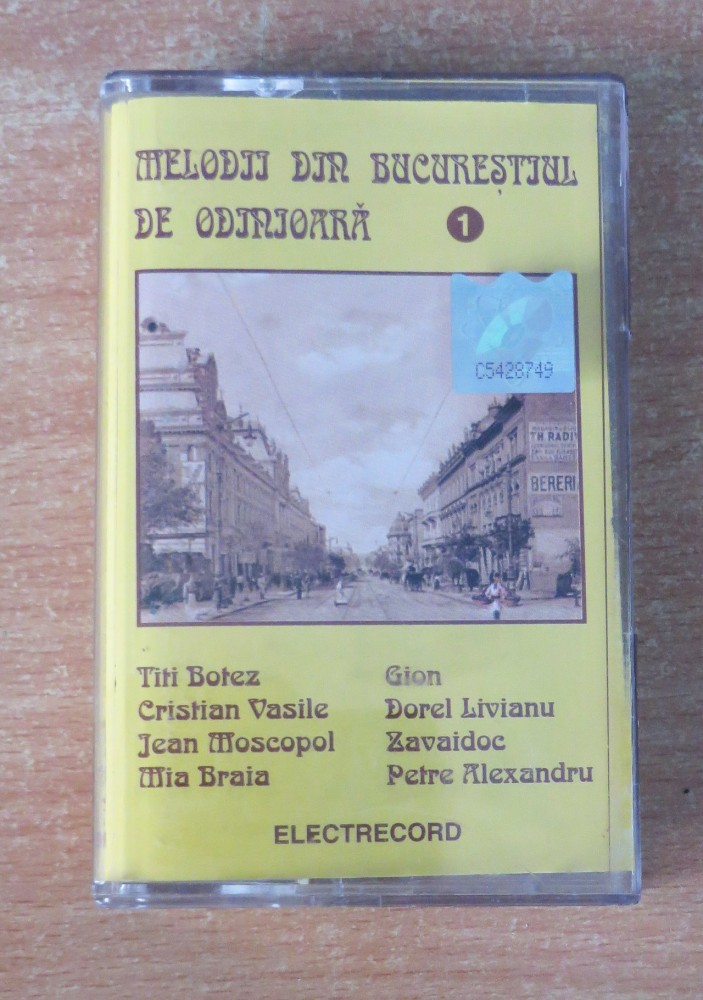 MELODII DIN BUCUREȘTIUL
DE ODINIOARĂ 1
C5428749
TH. RADI
BERERI
Titi Botez
Cristian Vasile
Jean Moscopol
Mia Braia
Gion
Dorel Livianu
Zavaidoc
Petre Alexandru
ELECTRECORD